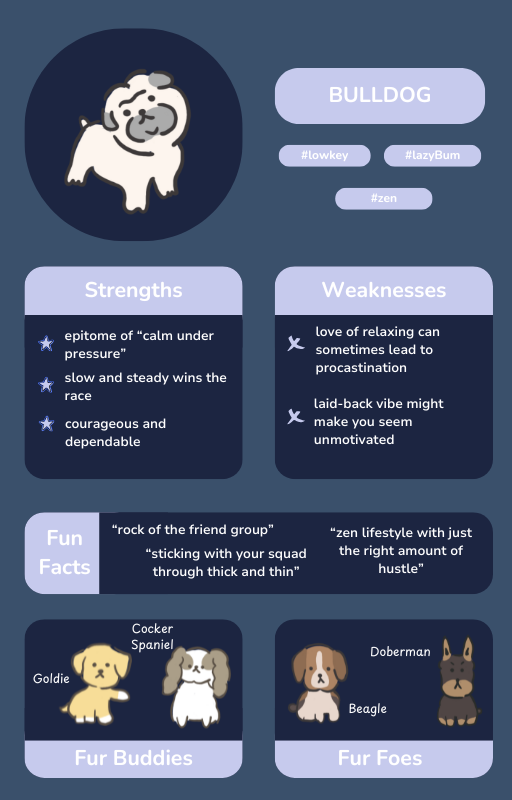 BULLDOG
#lowkey
#lazyBum
#zen
Strengths
epitome of “calm under
pressure”
slow and steady wins the
race
courageous and
dependable
Weaknesses
love of relaxing can
sometimes lead to
procastination
laid-back vibe might
make you seem
unmotivated
Fun
Facts
“rock of the friend group”
“sticking with your squad
through thick and thin”
“zen lifestyle with just
the right amount of
hustle”
Goldie
Cocker
Spaniel
Fur Buddies
Beagle
Doberman
Fur Foes